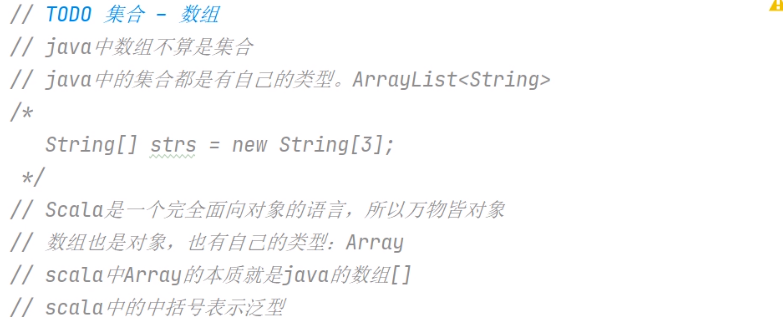 // TODO 集合 - 数组
// java中数组不算是集合
// java中的集合都是有自己的类型。ArrayList<String>
/*
String[] strs = new String[3];
*/
// Scala是一个完全面向对象的语言，所以万物皆对象
// 数组也是对象，也有自己的类型：Array
// scala中Array的本质就是java的数组[]
// scala中的中括号表示泛型